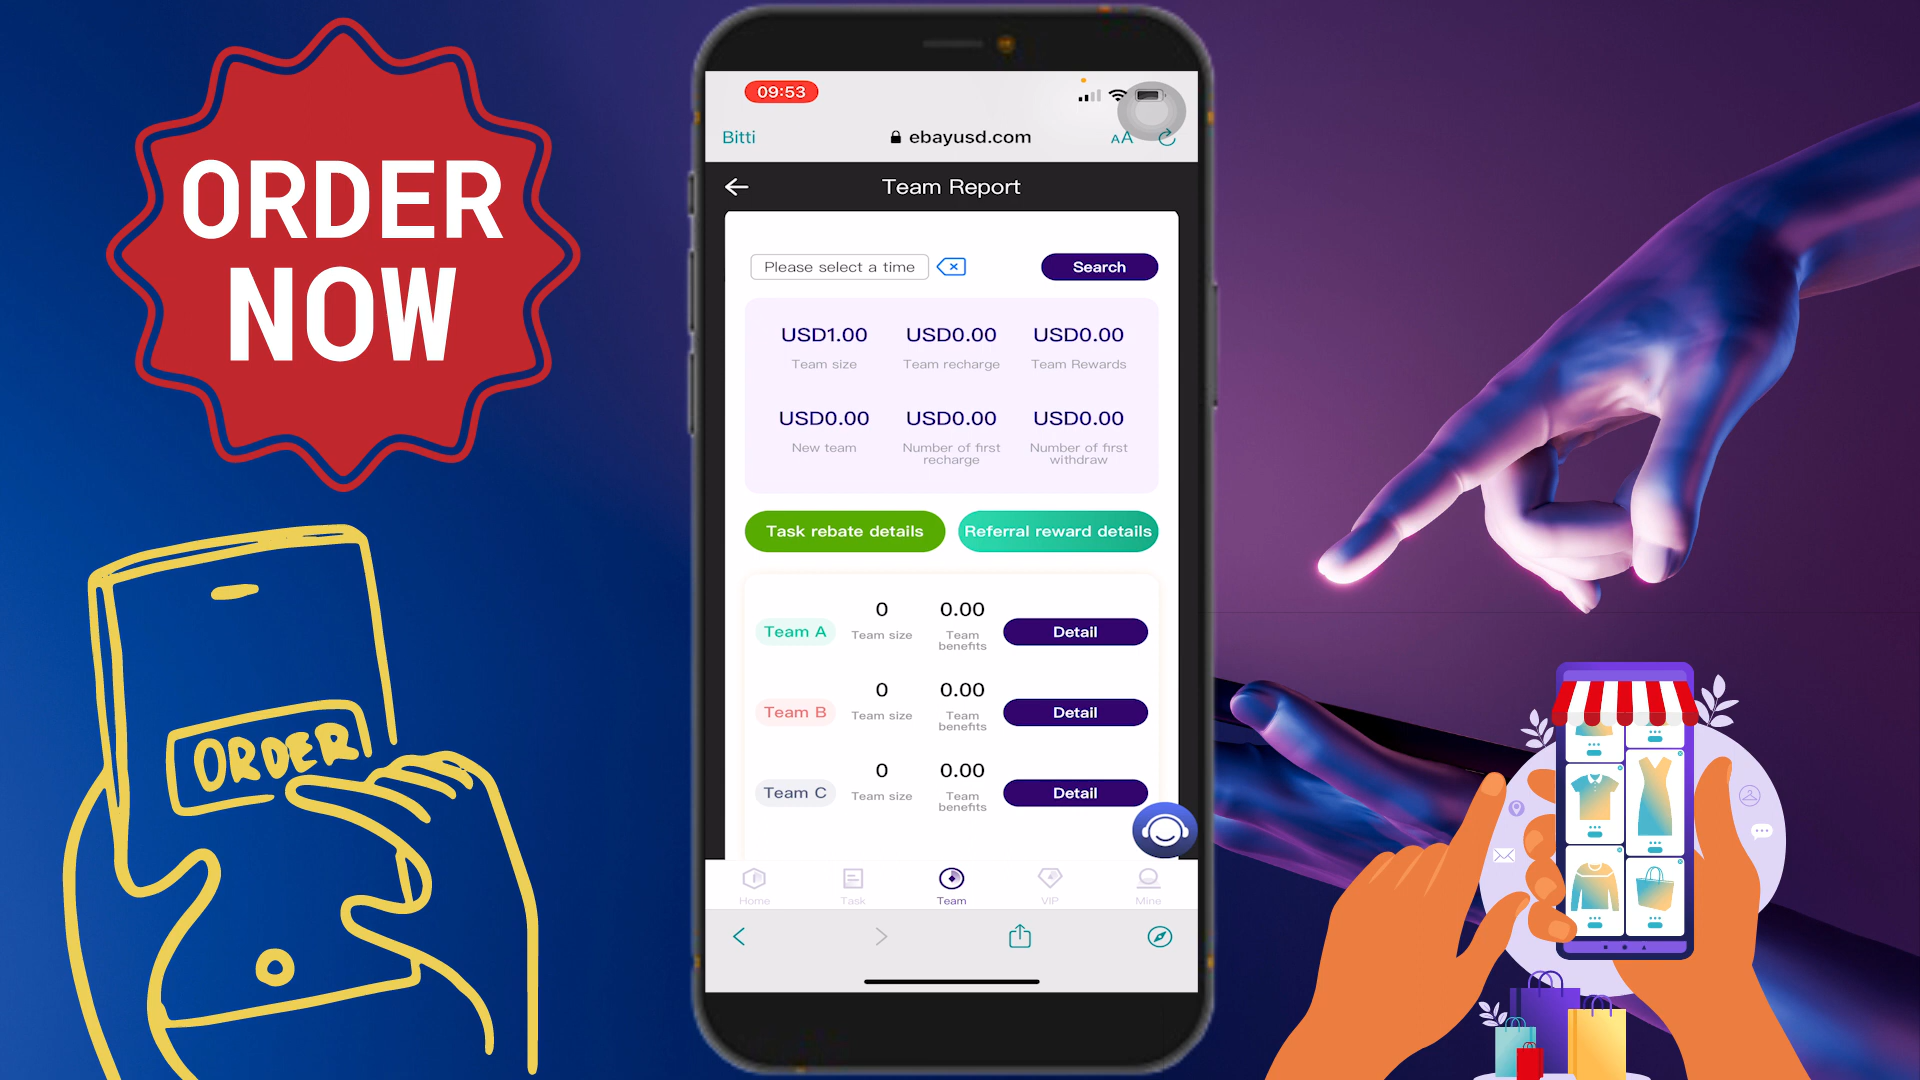 ORDER
NOW
ORDER
09:53
Bitti
ebayusd.com
AA
Team Report
Please select a time
Search
USD1.00
USD0.00
USD0.00
Team size
Team recharge
Team Rewards
USD0.00
USD0.00
USD0.00
New team
Number of first
recharge
Number of first
withdraw
Task rebate details
Referral reward details
Team A
0
Team size
0.00
Team
benefits
Detail
Team B
0
Team size
0.00
Team
benefits
Detail
Team C
0
Team size
0.00
Team
benefits
Detail
Home
Task
Team
VIP
Mine